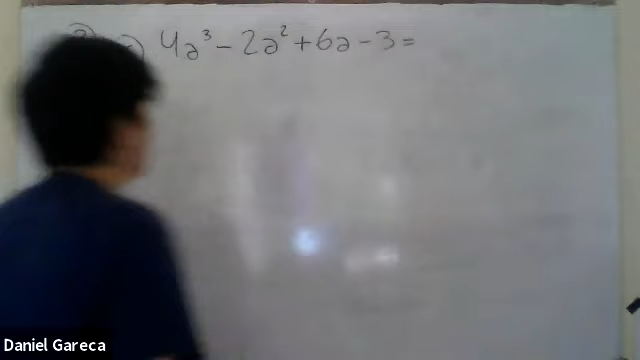 4a³ - 2a² + 6a - 3 =
Daniel Gareca